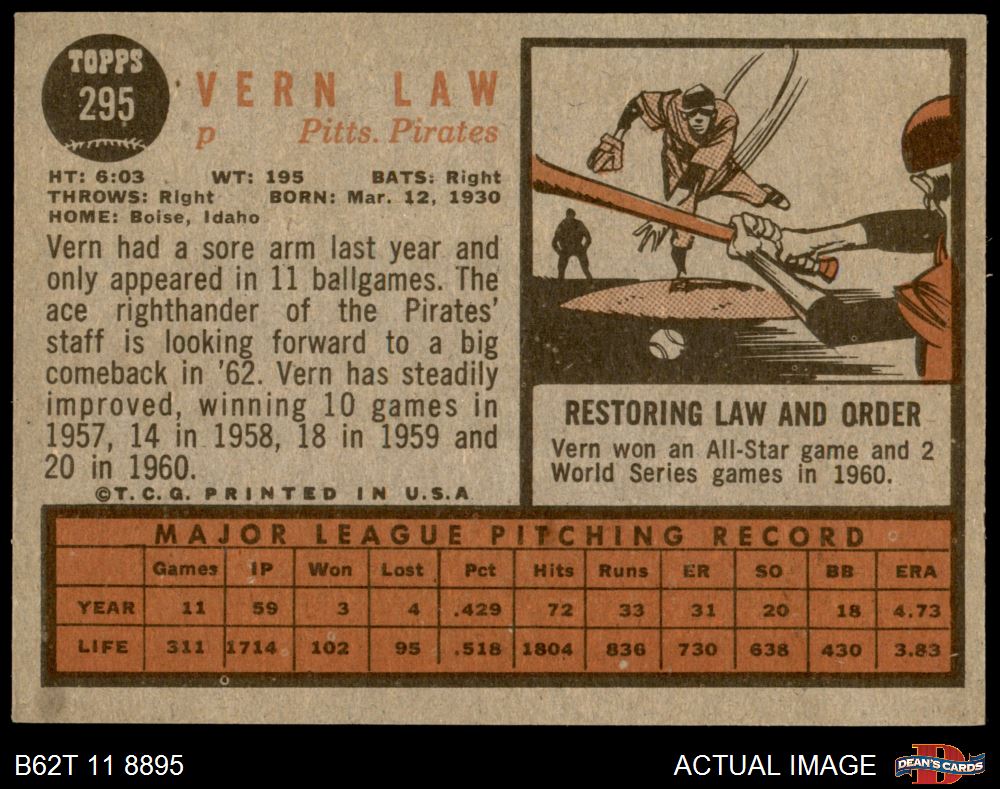 TOPPS
295
VERN LAW
p Pitts. Pirates
HT: 6:03 WT: 195 BATS: Right
THROWS: Right BORN: Mar. 12, 1930
HOME: Boise, Idaho
Vern had a sore arm last year and
only appeared in 11 ballgames. The
ace righthander of the Pirates'
staff is looking forward to a big
comeback in '62. Vern has steadily
improved, winning 10 games in
1957, 14 in 1958, 18 in 1959 and
20 in 1960.
©T.C.G. PRINTED IN U.S.A
RESTORING LAW AND ORDER
Vern won an All-Star game and 2
World Series games in 1960.
MAJOR LEAGUE PITCHING RECORD
Games IP Won Lost Pct Hits Runs ER SO BB ERA
YEAR 11 59 3 4 .429 72 33 31 20 18 4.73
LIFE 311 1714 102 95 .518 1804 836 730 638 430 3.83
B62T 11 8895
ACTUAL IMAGE
D
DEAN'S CARDS